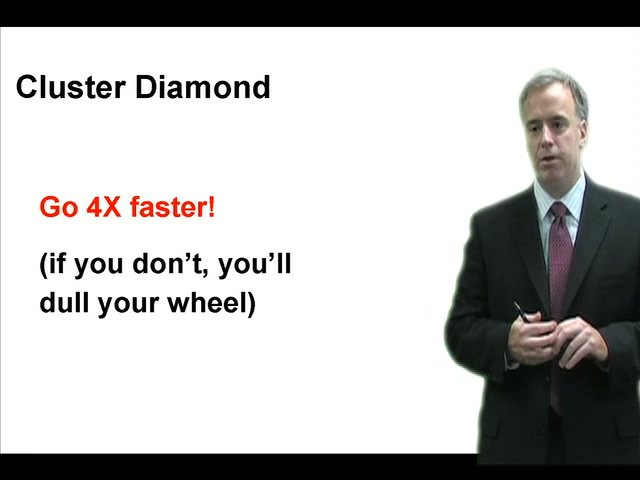 Cluster Diamond
Go 4X faster!
(if you don’t, you’ll
dull your wheel)